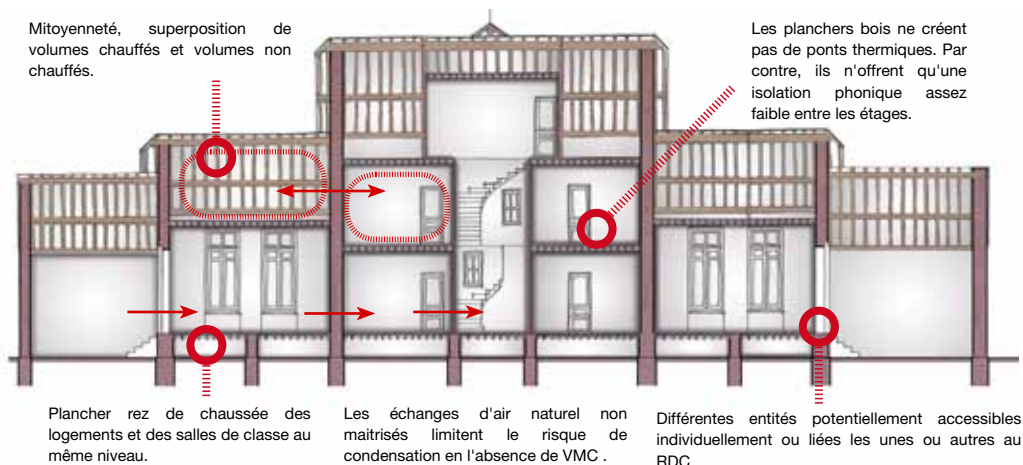 Mitoyenneté, superposition de
volumes chauffés et volumes non
chauffés.
Les planchers bois ne créent
pas de ponts thermiques. Par
contre, ils n'offrent qu'une
isolation phonique assez
faible entre les étages.
Plancher rez de chaussée des
logements et des salles de classe au
même niveau.
Les échanges d'air naturel non
maitrisés limitent le risque de
condensation en l'absence de VMC .
Différentes entités potentiellement accessibles
individuellement ou liées les unes ou autres au
RDC